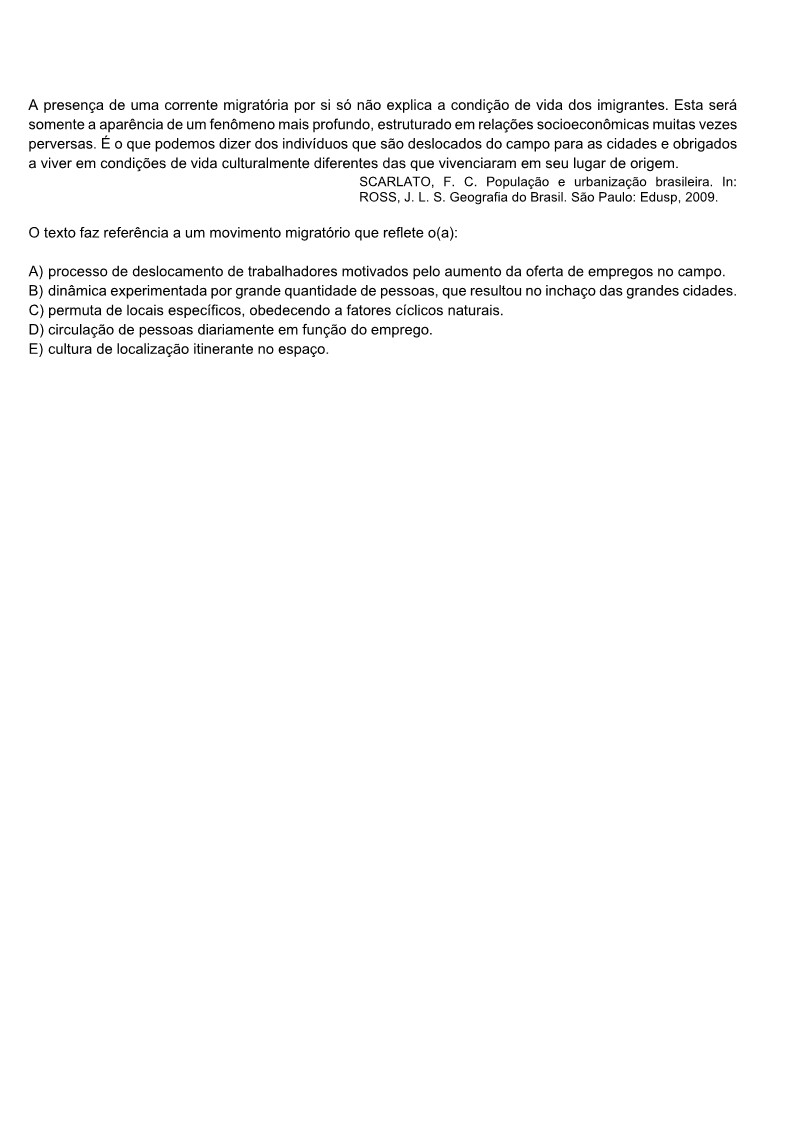 A presença de uma corrente migratória por si só não explica a condição de vida dos imigrantes. Esta será
somente a aparência de um fenômeno mais profundo, estruturado em relações socioeconômicas muitas vezes
perversas. É o que podemos dizer dos indivíduos que são deslocados do campo para as cidades e obrigados
a viver em condições de vida culturalmente diferentes das que vivenciaram em seu lugar de origem.
SCARLATO, F. C. População e urbanização brasileira. In:
ROSS, J. L. S. Geografia do Brasil. São Paulo: Edusp, 2009.
O texto faz referência a um movimento migratório que reflete o(a):
A) processo de deslocamento de trabalhadores motivados pelo aumento da oferta de empregos no campo.
B) dinâmica experimentada por grande quantidade de pessoas, que resultou no inchaço das grandes cidades.
C) permuta de locais específicos, obedecendo a fatores cíclicos naturais.
D) circulação de pessoas diariamente em função do emprego.
E) cultura de localização itinerante no espaço.